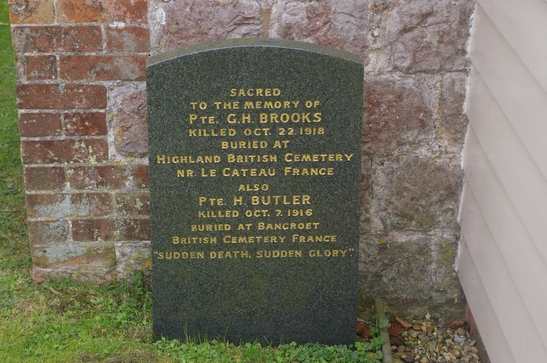 SACRED
TO THE MEMORY OF
PTE. G.H. BROOKS
KILLED OCT. 22. 1918
BURIED AT
HIGHLAND BRITISH CEMETERY
NR. LE CATEAU FRANCE
ALSO
PTE. H. BUTLER
KILLED OCT. 7. 1916
BURIED AT BANCROET
BRITISH CEMETERY FRANCE
"SUDDEN DEATH, SUDDEN GLORY."